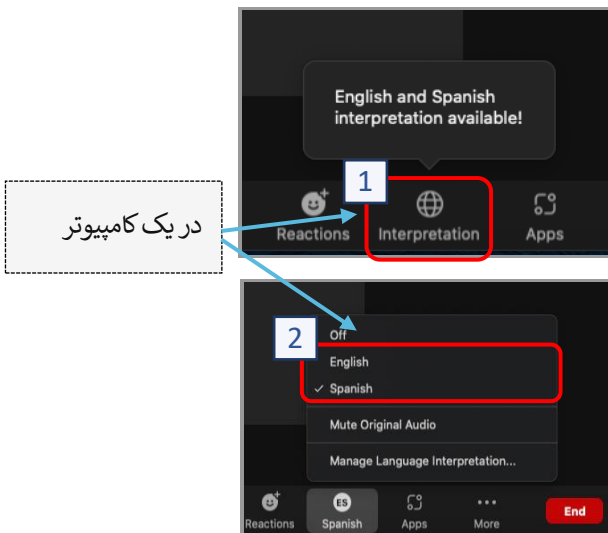 English and Spanish
interpretation available!
1
Reactions
Interpretation
Apps
در یک کامپیوتر
2
Off
English
✓ Spanish
Mute Original Audio
Manage Language Interpretation...
ES
Reactions
Spanish
Apps
More
End